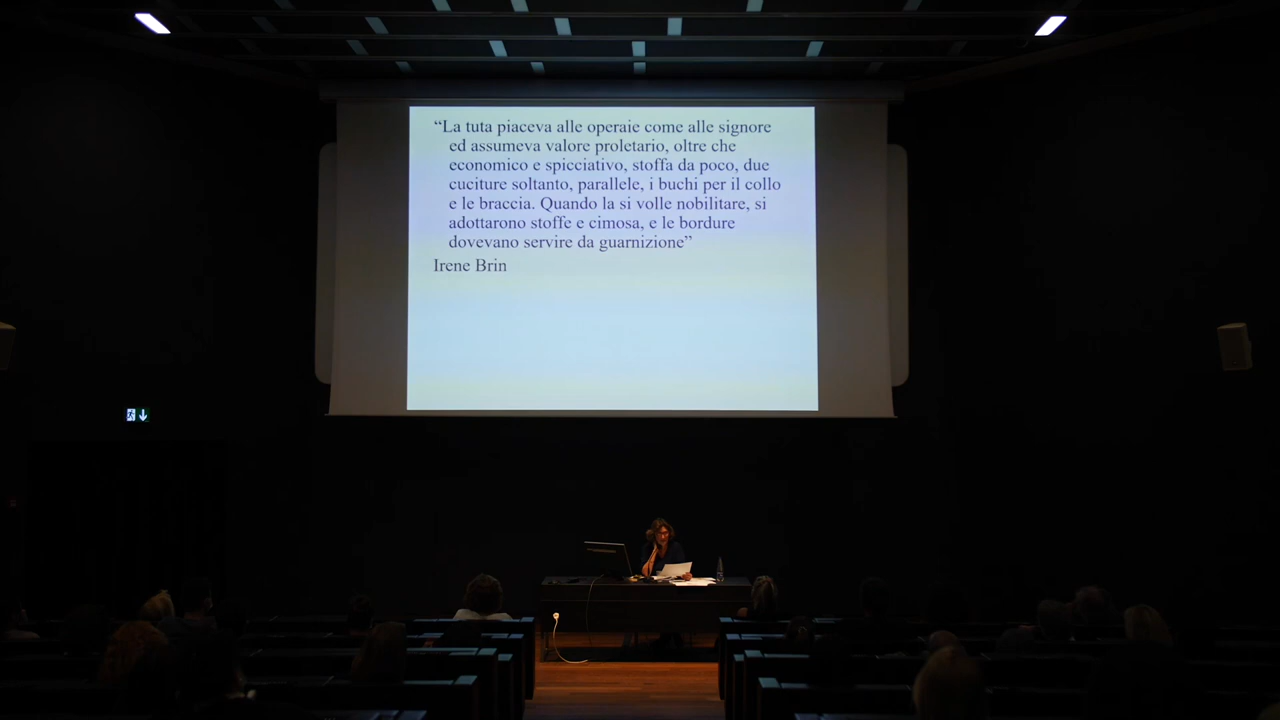 “La tuta piaceva alle operaie come alle signore
ed assumeva valore proletario, oltre che
economico e spicciativo, stoffa da poco, due
cuciture soltanto, parallele, i buchi per il collo
e le braccia. Quando la si volle nobilitare, si
adottarono stoffe e cimosa, e le bordure
dovevano servire da guarnizione”
Irene Brin